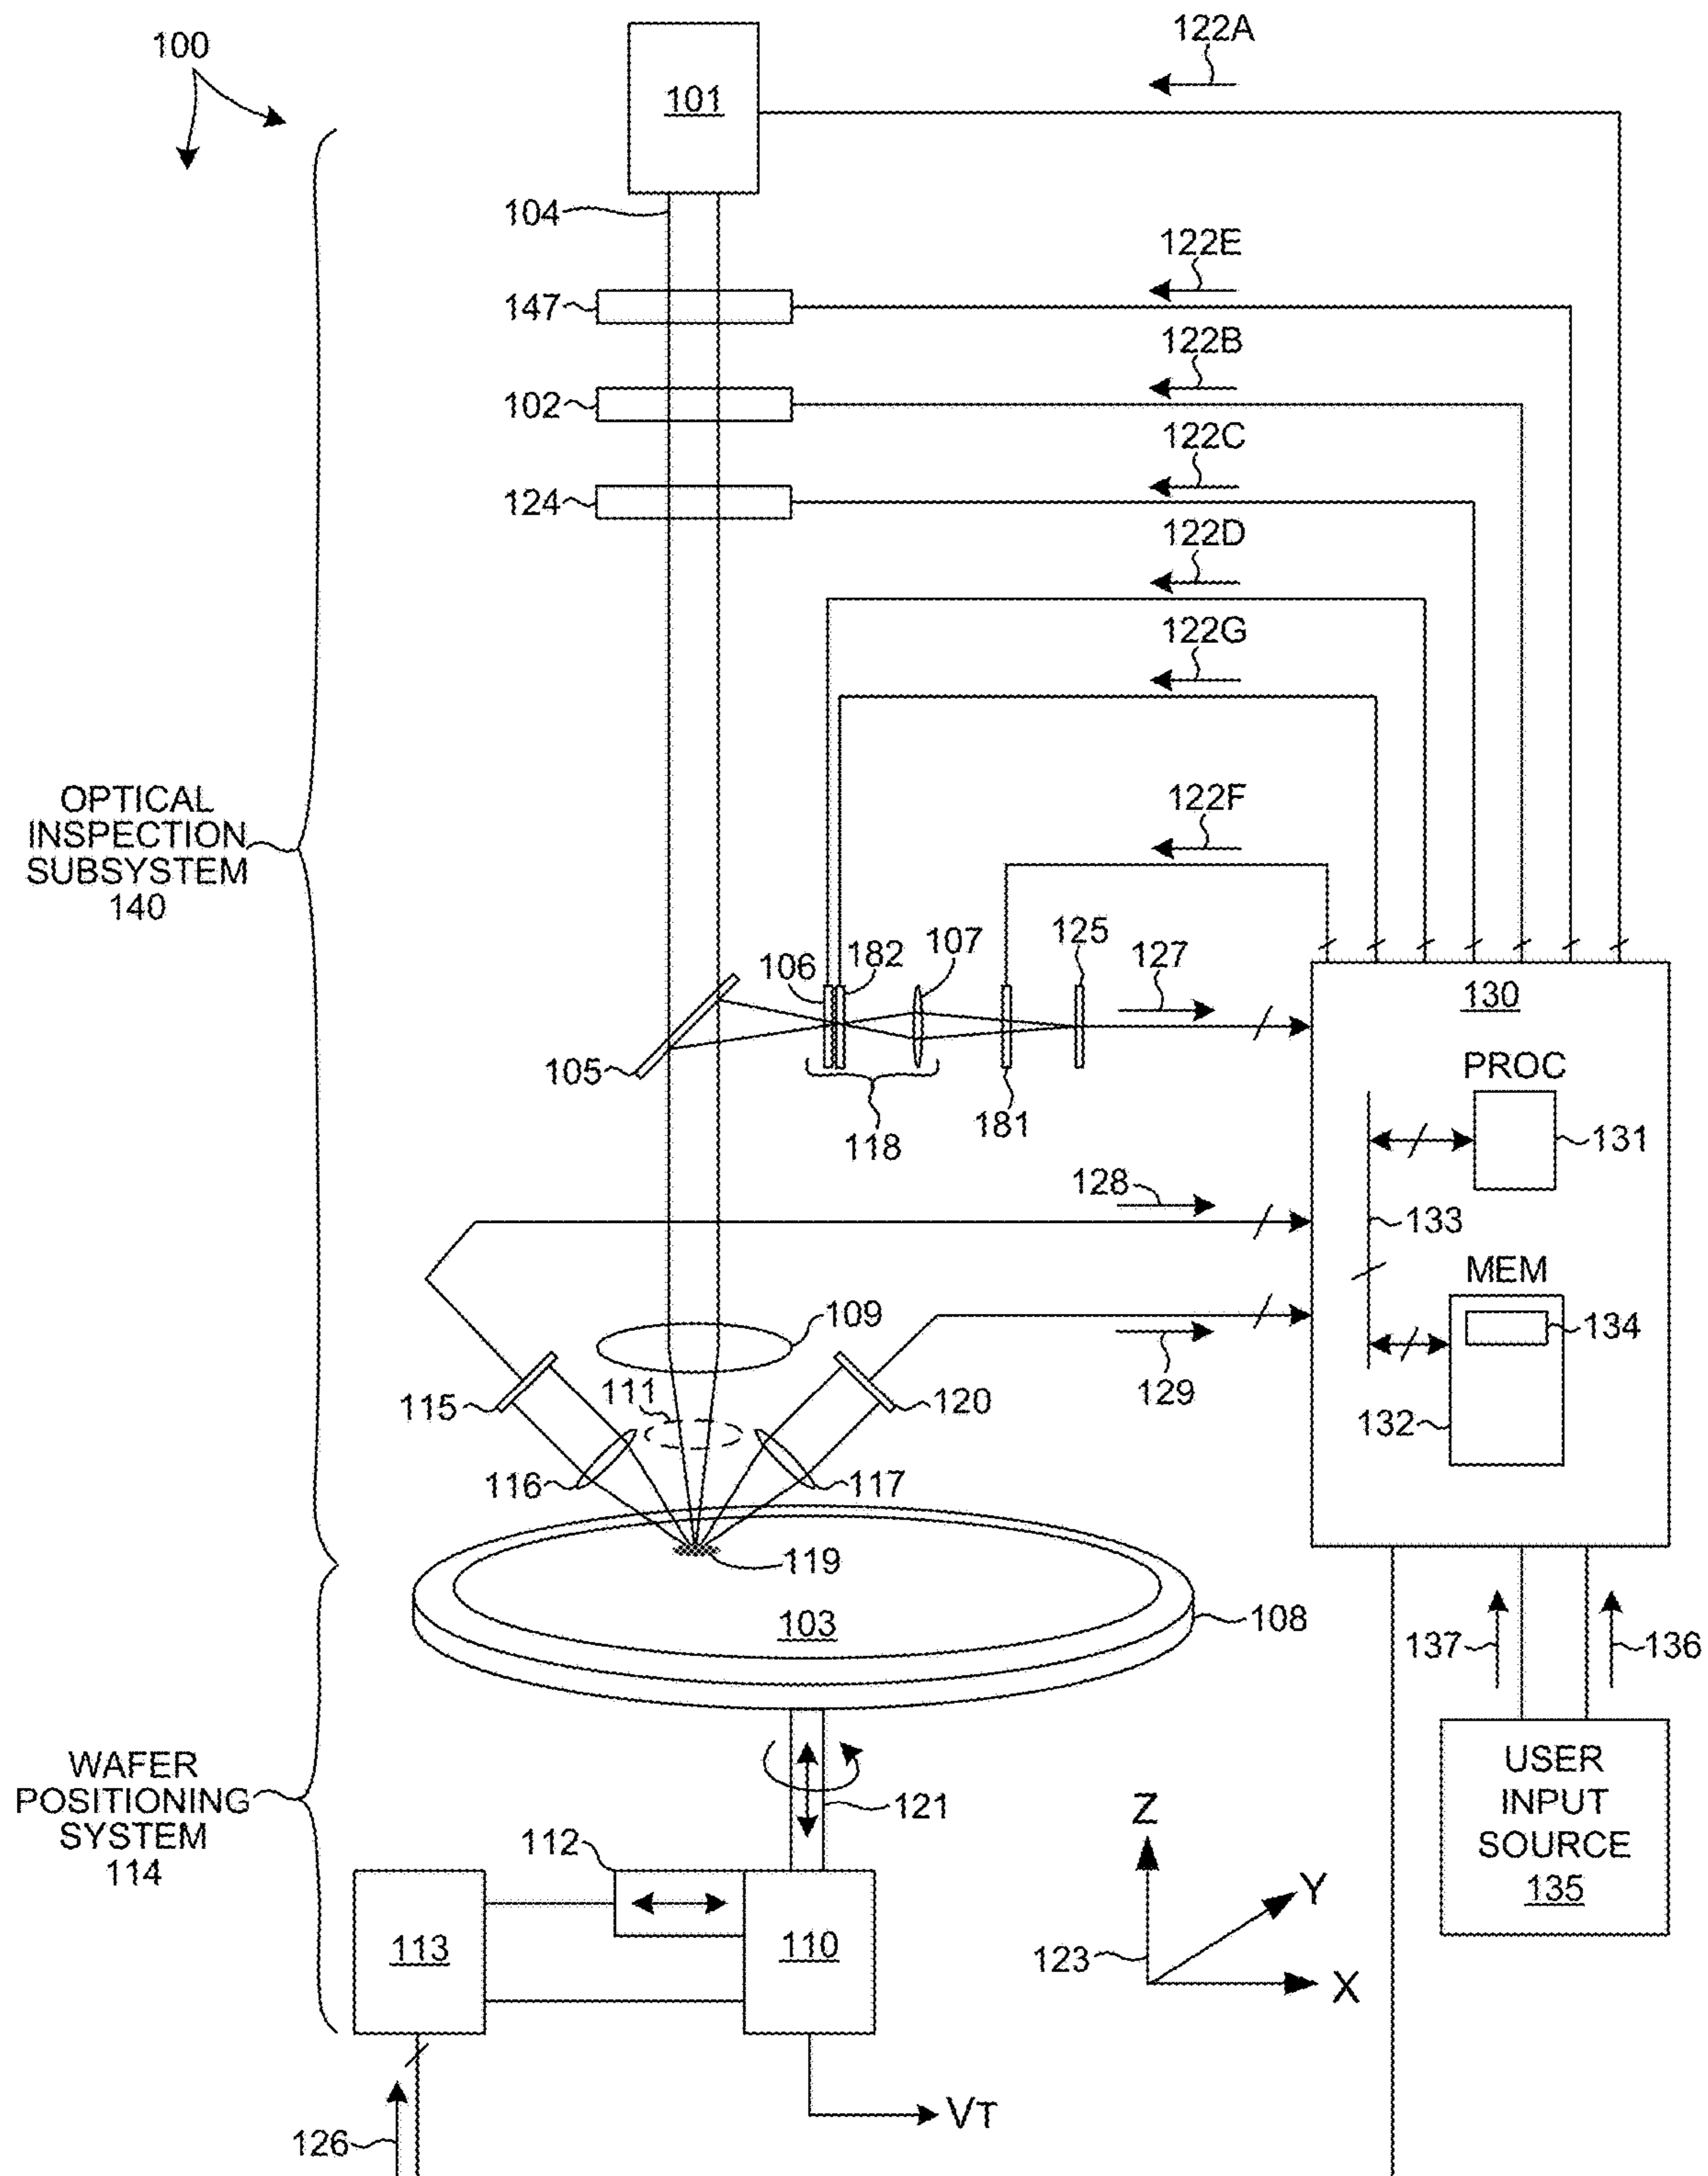 122A
100
101
104
122E
147
122B
102
122C
124
122D
122G
OPTICAL
INSPECTION
SUBSYSTEM
140
122F
125
107
182
106
127
130
105
PROC
118
181
131
128
133
MEM
109
134
111
129
115
120
132
116
117
119
103
108
137
136
WAFER
POSITIONING
SYSTEM
114
USER
INPUT
SOURCE
135
121
Z
112
Y
113
110
123
X
VT
126